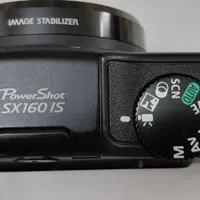 IMAGE STABILIZER
PowerShot
SX160 IS
SCN
AUTO
M